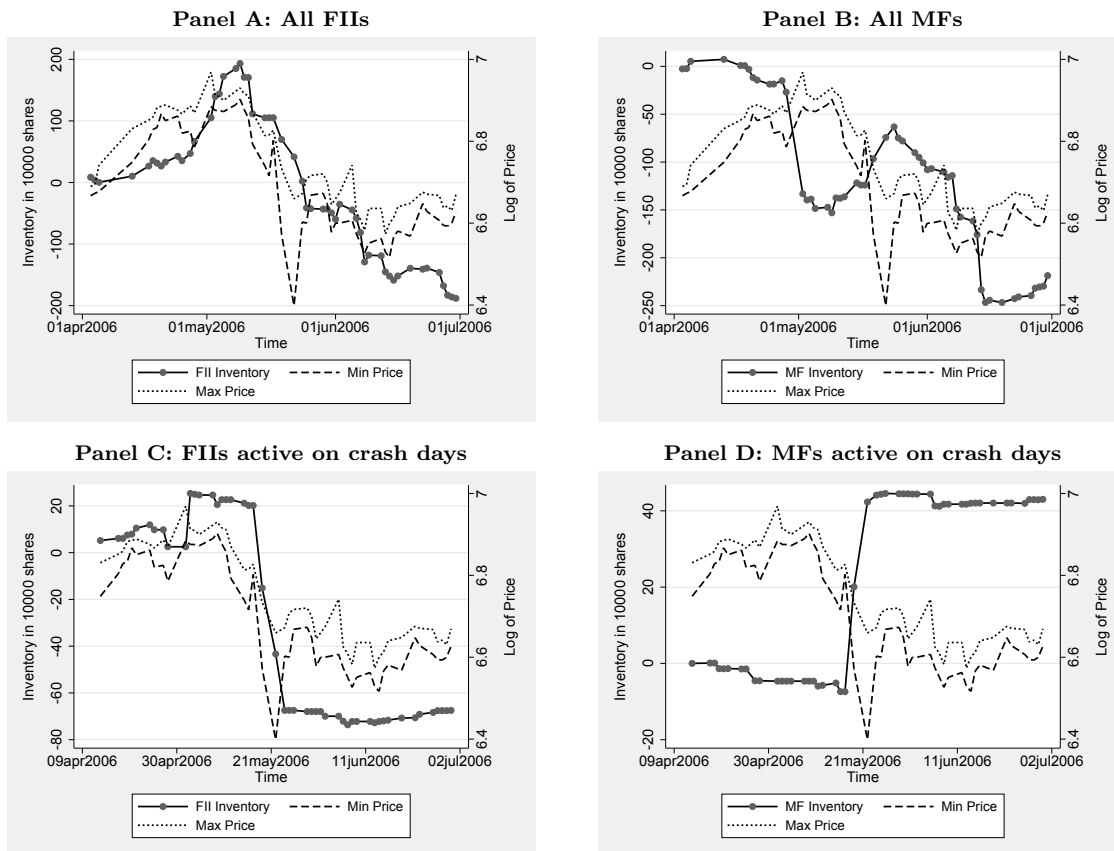 Panel A: All FIIs
200
100
0
-100
-200
Inventory in 10000 shares
7
6.8
6.6
6.4
Log of Price
01apr2006
01may2006
01jun2006
01jul2006
Time
FII Inventory
Min Price
Max Price
Panel B: All MFs
0
-50
-100
-150
-200
-250
Inventory in 10000 shares
7
6.8
6.6
6.4
Log of Price
01apr2006
01may2006
01jun2006
01jul2006
Time
MF Inventory
Min Price
Max Price
Panel C: FIIs active on crash days
20
0
20
40
60
-80
Inventory in 10000 shares
7
6.8
6.6
6.4
Log of Price
09apr2006
30apr2006
21may2006
11jun2006
02jul2006
Time
FII Inventory
Min Price
Max Price
Panel D: MFs active on crash days
40
20
0
20
Inventory in 10000 shares
7
6.8
6.6
6.4
Log of Price
09apr2006
30apr2006
21may2006
11jun2006
02jul2006
Time
MF Inventory
Min Price
Max Price